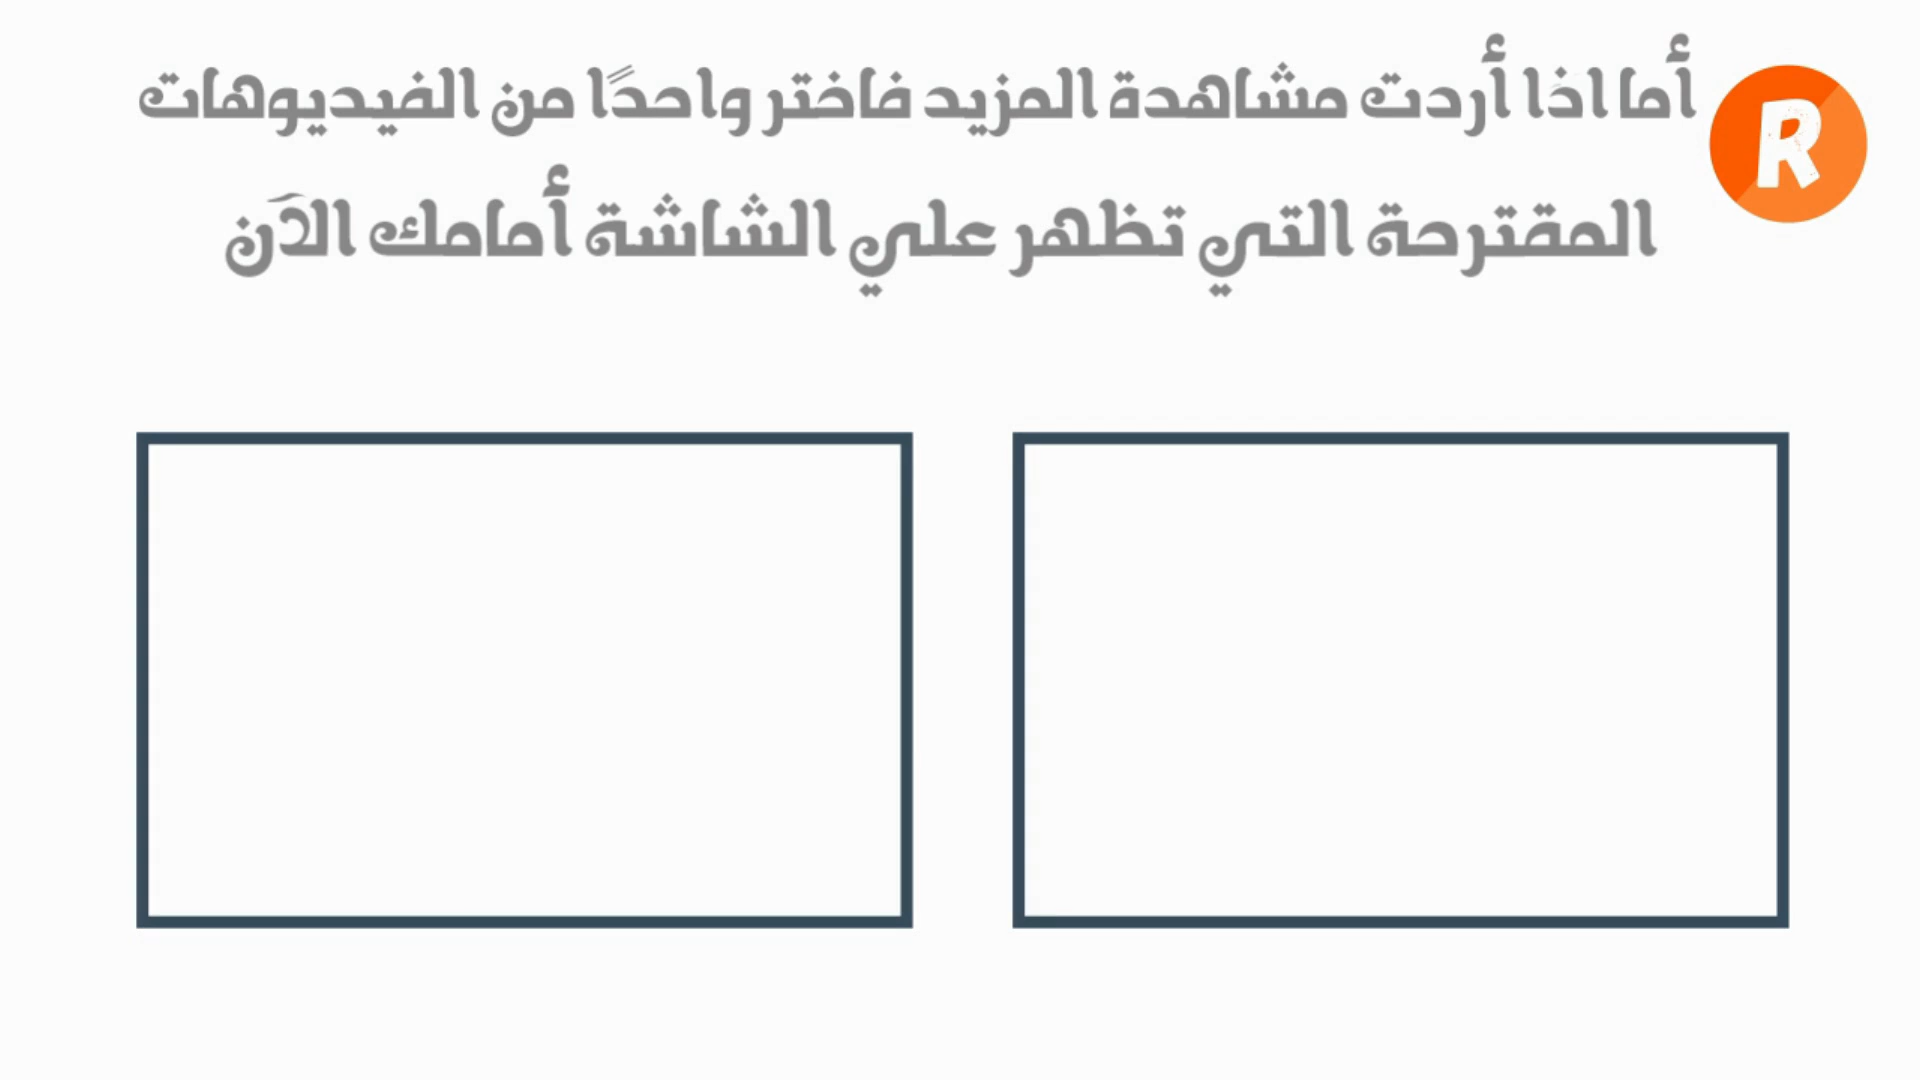 أما اذا أردت مشاهدة المزيد فاختر واحدًا من الفيديوهات
المقترحة التي تظهر علي الشاشة أمامك الآن
R